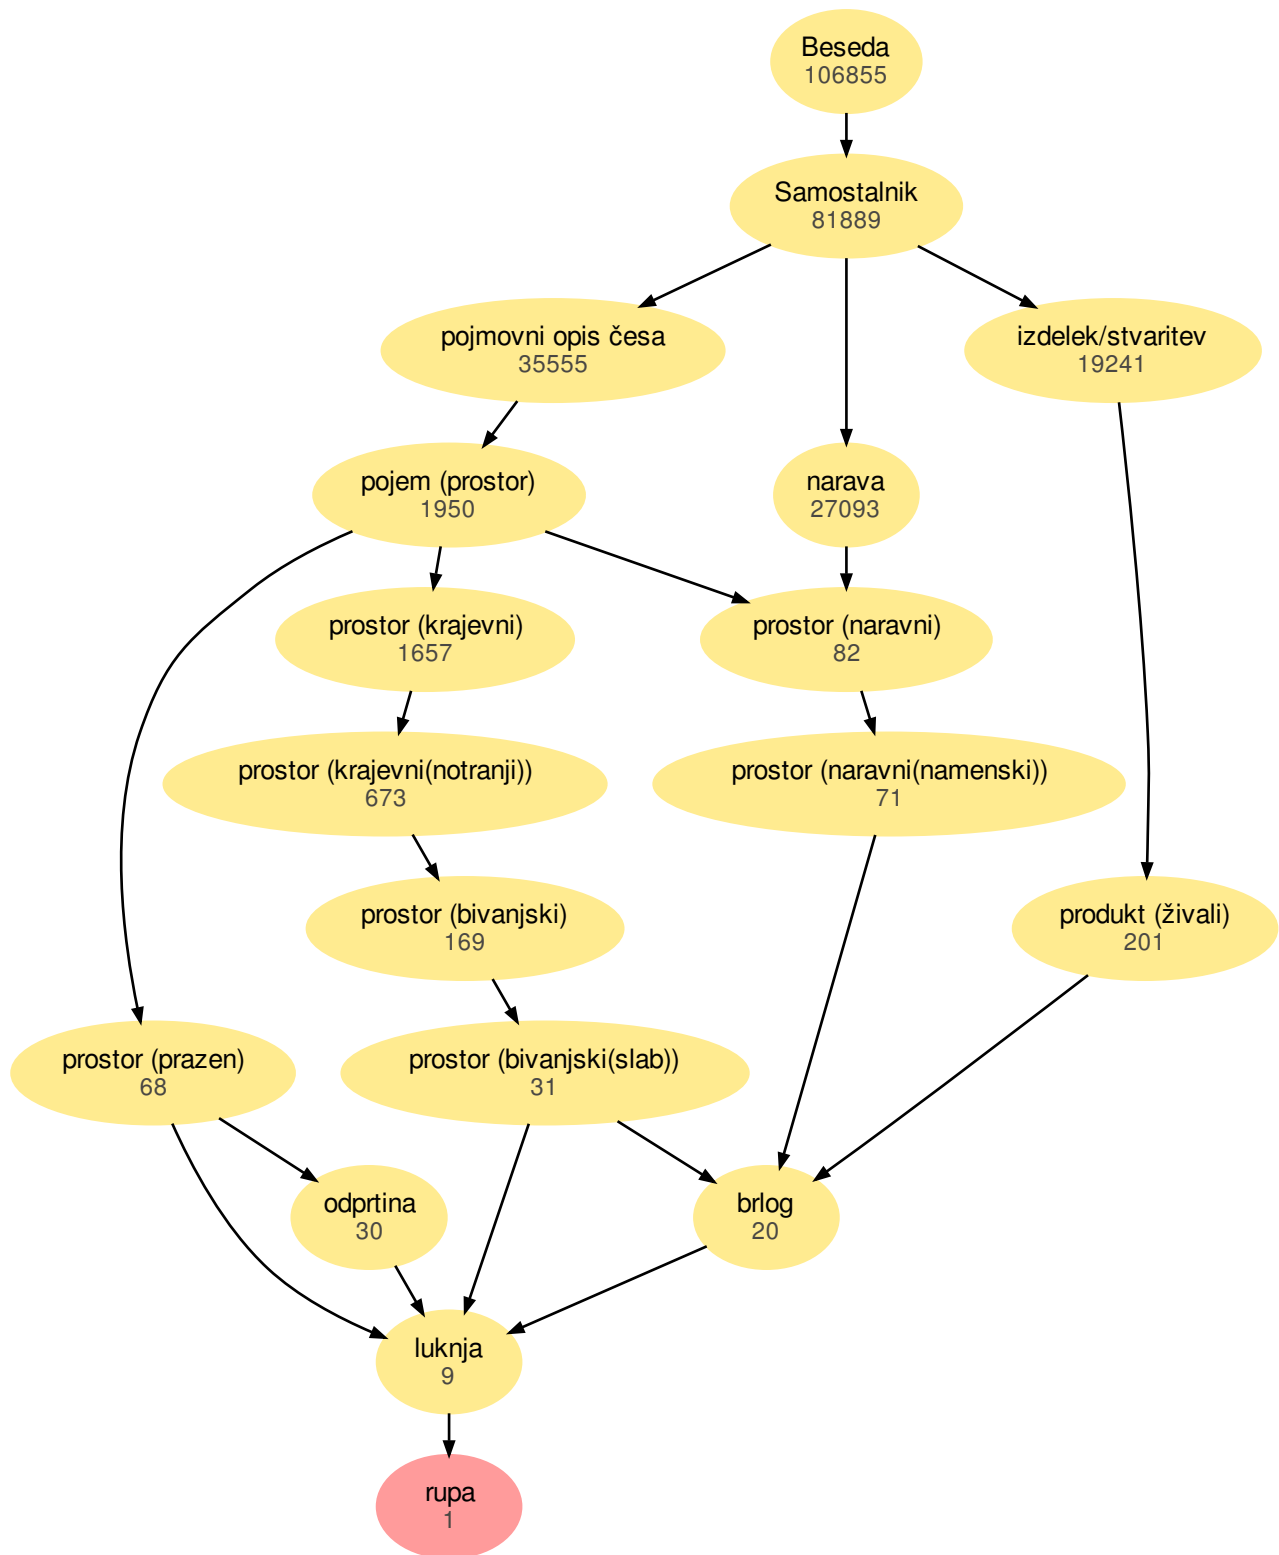 Beseda
106855
Samostalnik
81889
pojmovni opis česa
35555
izdelek/stvaritev
19241
pojem (prostor)
1950
narava
27093
prostor (krajevni)
1657
prostor (naravni)
82
prostor (krajevni(notranji))
673
prostor (naravni(namenski))
71
prostor (bivanjski)
169
produkt (živali)
201
prostor (prazen)
68
prostor (bivanjski(slab))
31
odprtina
30
brlog
20
luknja
9
rupa
1